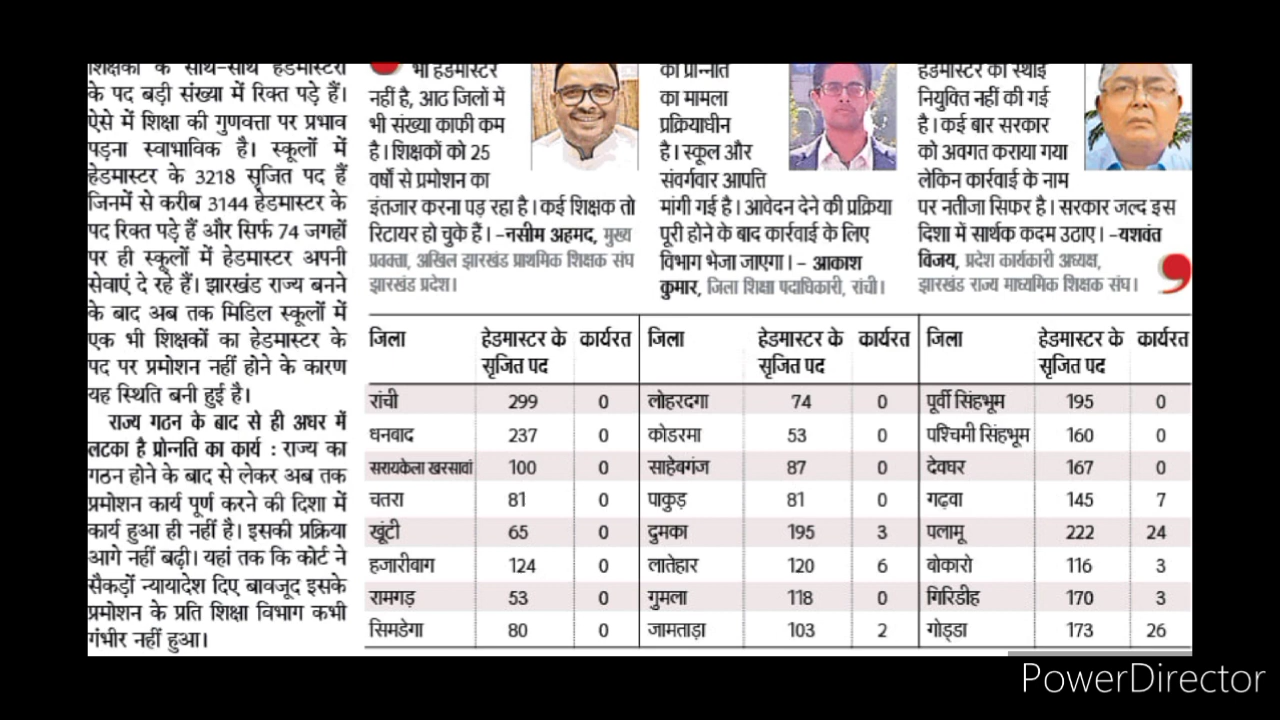 शिक्षकों के साथ-साथ हेडमास्टरों
के पद बड़ी संख्या में रिक्त पड़े हैं।
ऐसे में शिक्षा की गुणवत्ता पर प्रभाव
पड़ना स्वाभाविक है। स्कूलों में
हेडमास्टर के 3218 सृजित पद हैं
जिनमें से करीब 3144 हेडमास्टर के
पद रिक्त पड़े हैं और सिर्फ 74 जगहों
पर ही स्कूलों में हेडमास्टर अपनी
सेवाएं दे रहे हैं। झारखंड राज्य बनने
के बाद अब तक मिडिल स्कूलों में
एक भी शिक्षकों का हेडमास्टर के
पद पर प्रमोशन नहीं होने के कारण
यह स्थिति बनी हुई है।
राज्य गठन के बाद से ही अधर में
लटका है प्रोन्नति का कार्य : राज्य का
गठन होने के बाद से लेकर अब तक
प्रमोशन कार्य पूर्ण करने की दिशा में
कार्य हुआ ही नहीं है। इसकी प्रक्रिया
आगे नहीं बढ़ी। यहां तक कि कोर्ट ने
सैकड़ों न्यायादेश दिए बावजूद इसके
प्रमोशन के प्रति शिक्षा विभाग कभी
गंभीर नहीं हुआ।
भी हेडमास्टर
नहीं है, आठ जिलों में
भी संख्या काफी कम
है। शिक्षकों को 25
वर्षों से प्रमोशन का
इंतजार करना पड़ रहा है। कई शिक्षक तो
रिटायर हो चुके हैं। -नसीम अहमद, मुख्य
प्रवक्ता, अखिल झारखंड प्राथमिक शिक्षक संघ
झारखंड प्रदेश।
की प्रोन्नति
का मामला
प्रक्रियाधीन
है। स्कूल और
संवर्गवार आपत्ति
मांगी गई है। आवेदन देने की प्रक्रिया
पूरी होने के बाद कार्रवाई के लिए
विभाग भेजा जाएगा। - आकाश
कुमार, जिला शिक्षा पदाधिकारी, रांची।
हेडमास्टर की स्थाई
नियुक्ति नहीं की गई
है। कई बार सरकार
को अवगत कराया गया
लेकिन कार्रवाई के नाम
पर नतीजा सिफर है। सरकार जल्द इस
दिशा में सार्थक कदम उठाए। -यशवंत
विजय, प्रदेश कार्यकारी अध्यक्ष,
झारखंड राज्य माध्यमिक शिक्षक संघ।
जिला हेडमास्टर के कार्यरत जिला हेडमास्टर के कार्यरत जिला हेडमास्टर के कार्यरत
सृजित पद सृजित पद सृजित पद
रांची 299 0 लोहरदगा 74 0 पूर्वी सिंहभूम 195 0
धनबाद 237 0 कोडरमा 53 0 पश्चिमी सिंहभूम 160 0
सरायकेला खरसावां 100 0 साहेबगंज 87 0 देवघर 167 0
चतरा 81 0 पाकुड़ 81 0 गढ़वा 145 7
खूंटी 65 0 दुमका 195 3 पलामू 222 24
हजारीबाग 124 0 लातेहार 120 6 बोकारो 116 3
रामगड़ 53 0 गुमला 118 0 गिरिडीह 170 3
सिमडेगा 80 0 जामताड़ा 103 2 गोड्डा 173 26
PowerDirector